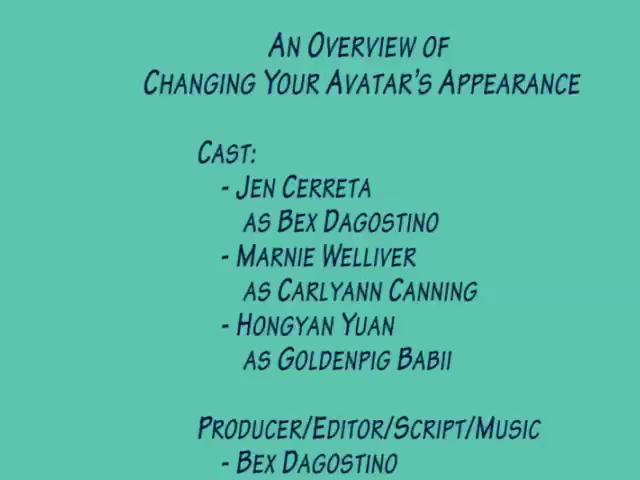 An Overview of
Changing Your Avatar's Appearance
Cast:
- Jen Cerreta
as Bex Dagostino
- Marnie Welliver
as Carlyann Canning
- Hongyan Yuan
as Goldenpig Babii
Producer/Editor/Script/Music
- Bex Dagostino